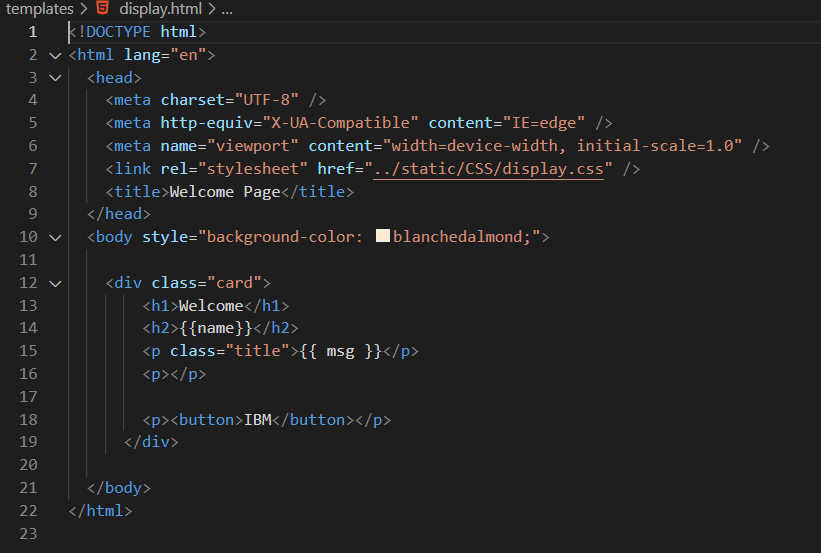 templates > display.html > ...
1 <!DOCTYPE html>
2 <html lang="en">
3 <head>
4 <meta charset="UTF-8" />
5 <meta http-equiv="X-UA-Compatible" content="IE=edge" />
6 <meta name="viewport" content="width=device-width, initial-scale=1.0" />
7 <link rel="stylesheet" href="../static/CSS/display.css" />
8 <title>Welcome Page</title>
9 </head>
10 <body style="background-color: blanchedalmond;">
11
12 <div class="card">
13 <h1>Welcome</h1>
14 <h2>{{name}}</h2>
15 <p class="title">{{ msg }}</p>
16 <p></p>
17
18 <p><button>IBM</button></p>
19 </div>
20
21 </body>
22 </html>
23